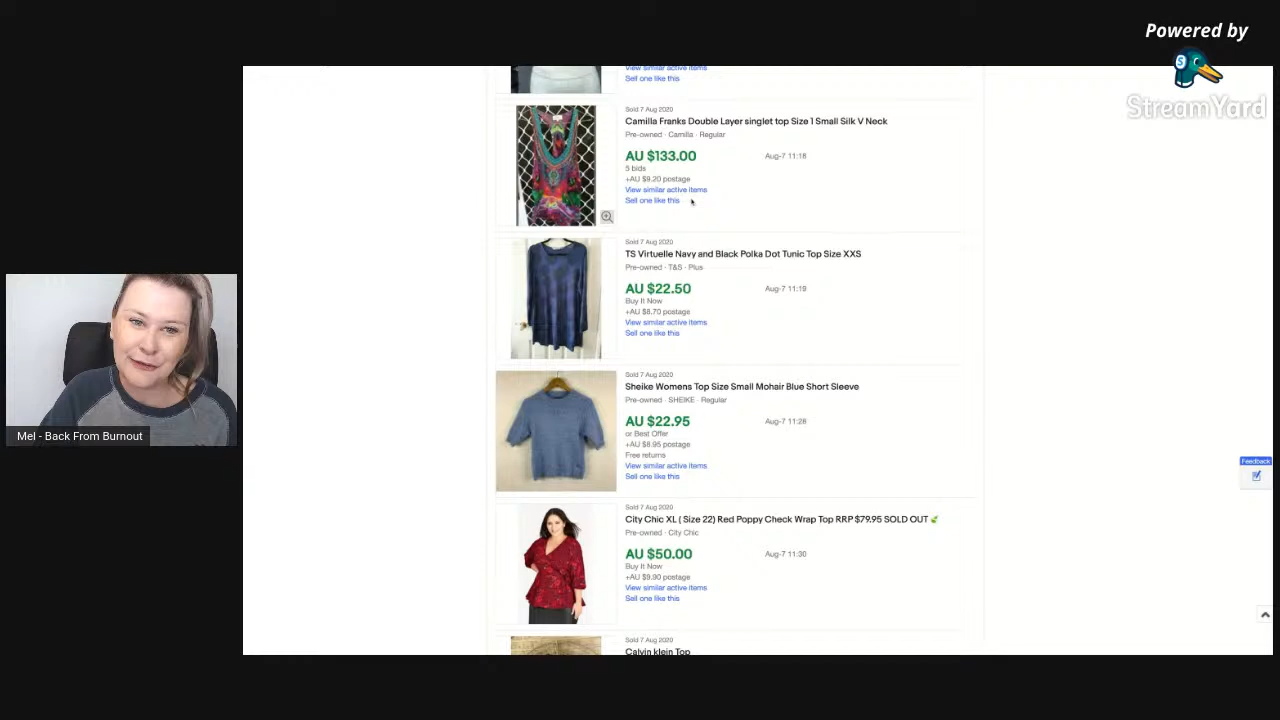 Powered by
S
StreamYard
View similar active items
Sell one like this
Sold 7 Aug 2020
Camilla Franks Double Layer singlet top Size 1 Small Silk V Neck
Pre-owned · Camilla · Regular
AU $133.00
Aug-7 11:18
5 bids
+AU $9.20 postage
View similar active items
Sell one like this
Sold 7 Aug 2020
TS Virtuelle Navy and Black Polka Dot Tunic Top Size XXS
Pre-owned · T&S · Plus
AU $22.50
Aug-7 11:19
Buy It Now
+AU $8.70 postage
View similar active items
Sell one like this
Sold 7 Aug 2020
Sheike Womens Top Size Small Mohair Blue Short Sleeve
Pre-owned · SHEIKE · Regular
AU $22.95
Aug-7 11:28
or Best Offer
+AU $8.95 postage
Free returns
View similar active items
Sell one like this
Sold 7 Aug 2020
City Chic XL ( Size 22) Red Poppy Check Wrap Top RRP $79.95 SOLD OUT
Pre-owned · City Chic
AU $50.00
Aug-7 11:30
Buy It Now
+AU $9.90 postage
View similar active items
Sell one like this
Sold 7 Aug 2020
Calvin klein Top
Mel - Back From Burnout
Feedback